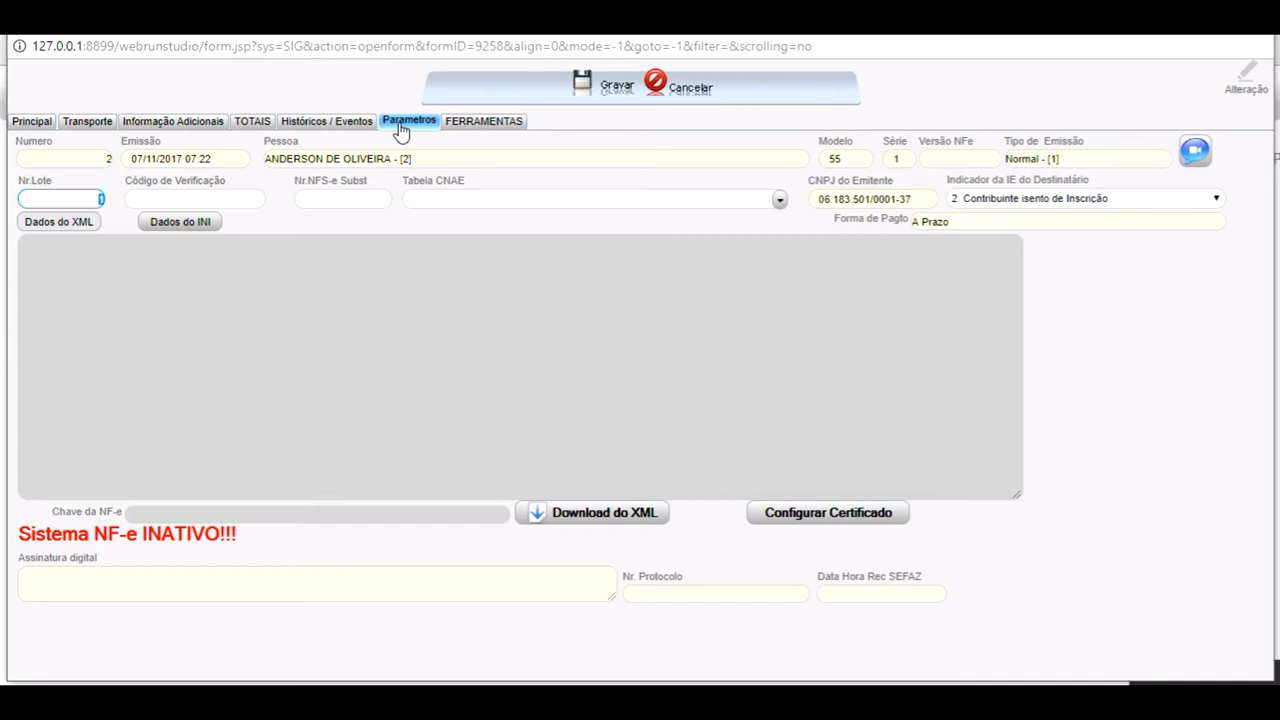 127.0.0.1:8899/webrunstudio/form.jsp?sys=SIG&action=openform&formID=9258&align=0&mode=-1&goto=-1&filter=&scrolling=no
Gravar Cancelar
Alteração
Principal Transporte Informação Adicionais TOTAIS Históricos / Eventos Parametros FERRAMENTAS
Numero Emissão Pessoa Modelo Série Versão NFe Tipo de Emissão
2 07/11/2017 07:22 ANDERSON DE OLIVEIRA - [2] 55 1 Normal - [1]
Nr.Lote Código de Verificação Nr.NFS-e Subst Tabela CNAE CNPJ do Emitente Indicador da IE do Destinatário
1 06.183.501/0001-37 2. Contribuinte isento de Inscrição
Dados do XML Dados do INI Forma de Pagto A Prazo
Chave da NF-e Download do XML Configurar Certificado
Sistema NF-e INATIVO!!!
Assinatura digital
Nr. Protocolo Data Hora Rec SEFAZ